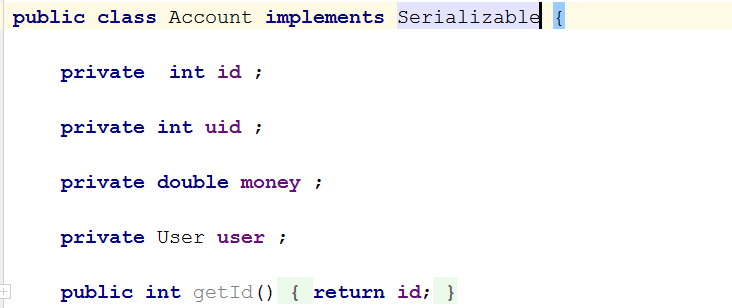 public class Account implements Serializable {
private  int id ;
private int uid ;
private double money ;
private User user ;
public int getId() { return id; }